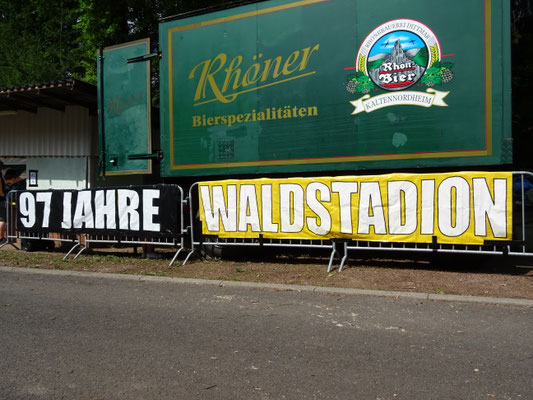 Rhöner
Bierspezialitäten
Rhön
Bier
KALTENNORDHEIM
97 JAHRE
WALDSTADION